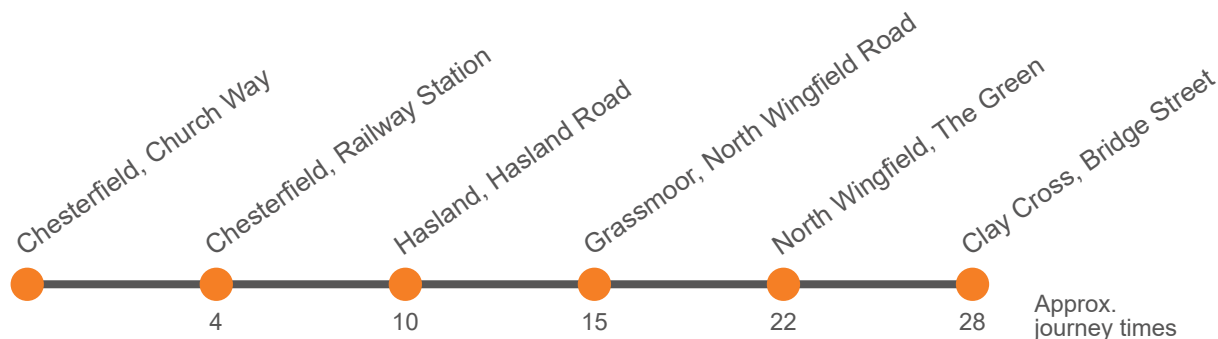 Chesterfield, Church Way
Chesterfield, Railway Station
Hasland, Hasland Road
Grassmoor, North Wingfield Road
North Wingfield, The Green
Clay Cross, Bridge Street
4
10
15
22
28
Approx.
journey times